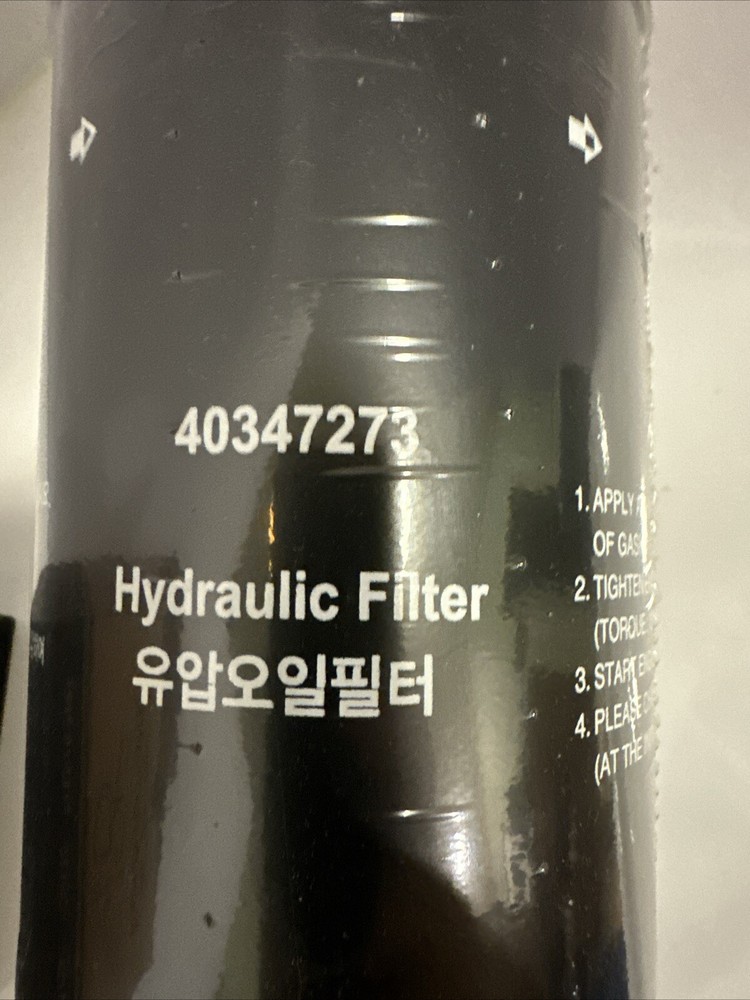 40347273
Hydraulic Filter
유압오일필터
1. APPLY
OF
2. TIGHTEN
(TORQUE
3. START
4. PLEASE
(AT THE